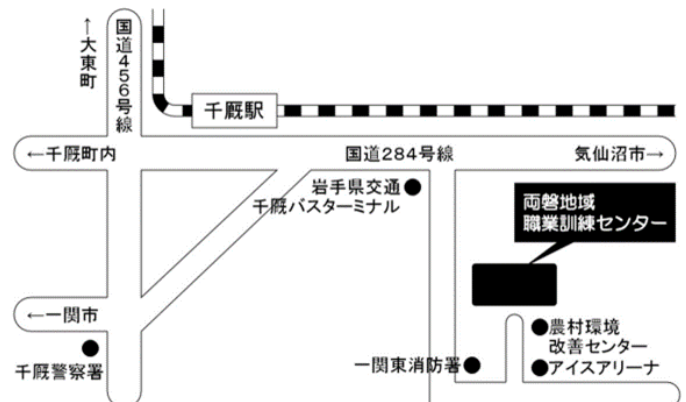 ↑大東町
国道456号線
千厩駅
←千厩町内
国道284号線
気仙沼市→
岩手県交通
千厩バスターミナル
両磐地域
職業訓練センター
←一関市
農村環境
改善センター
千厩警察署
一関東消防署
アイスアリーナ